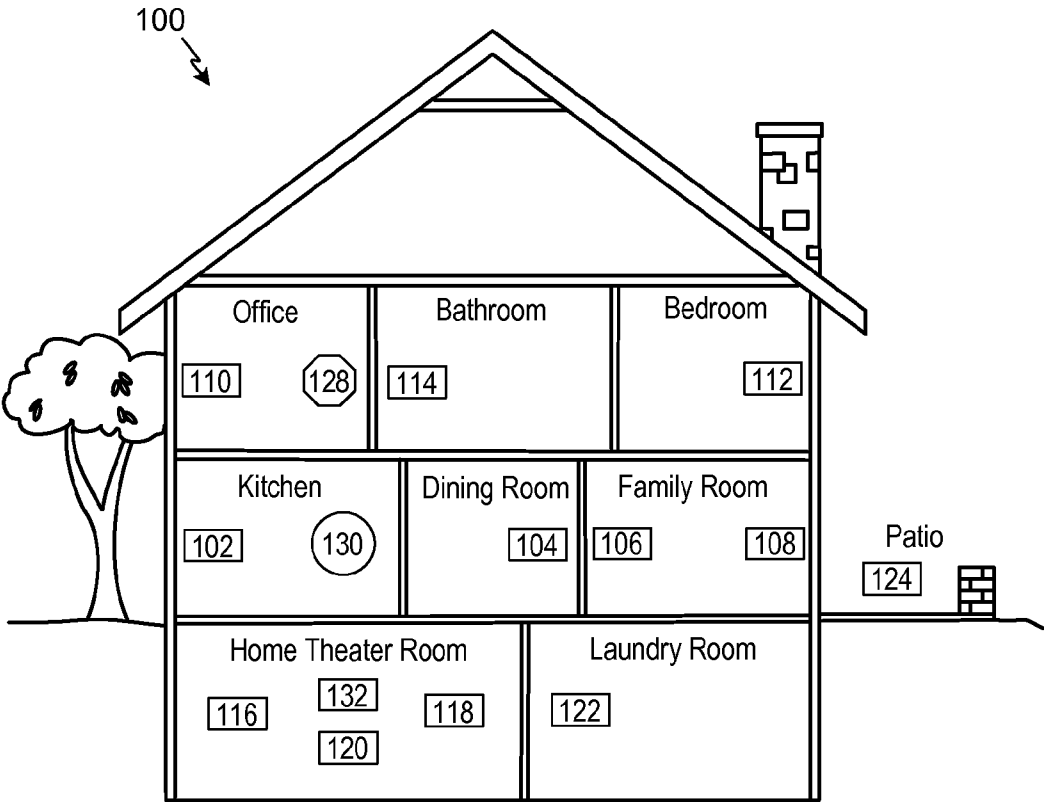 100
Office
Bathroom
Bedroom
110
128
114
112
Kitchen
Dining Room
Family Room
102
130
104
106
108
Patio
124
Home Theater Room
Laundry Room
116
132
118
120
122